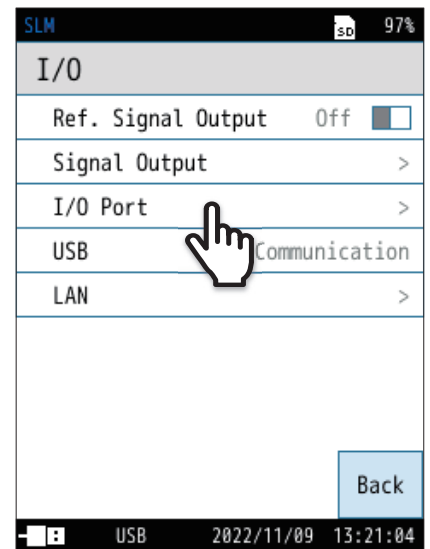 SLM SD 97%
I/O
Ref. Signal Output Off
Signal Output >
I/O Port >
USB Communication
LAN >
Back
USB 2022/11/09 13:21:04